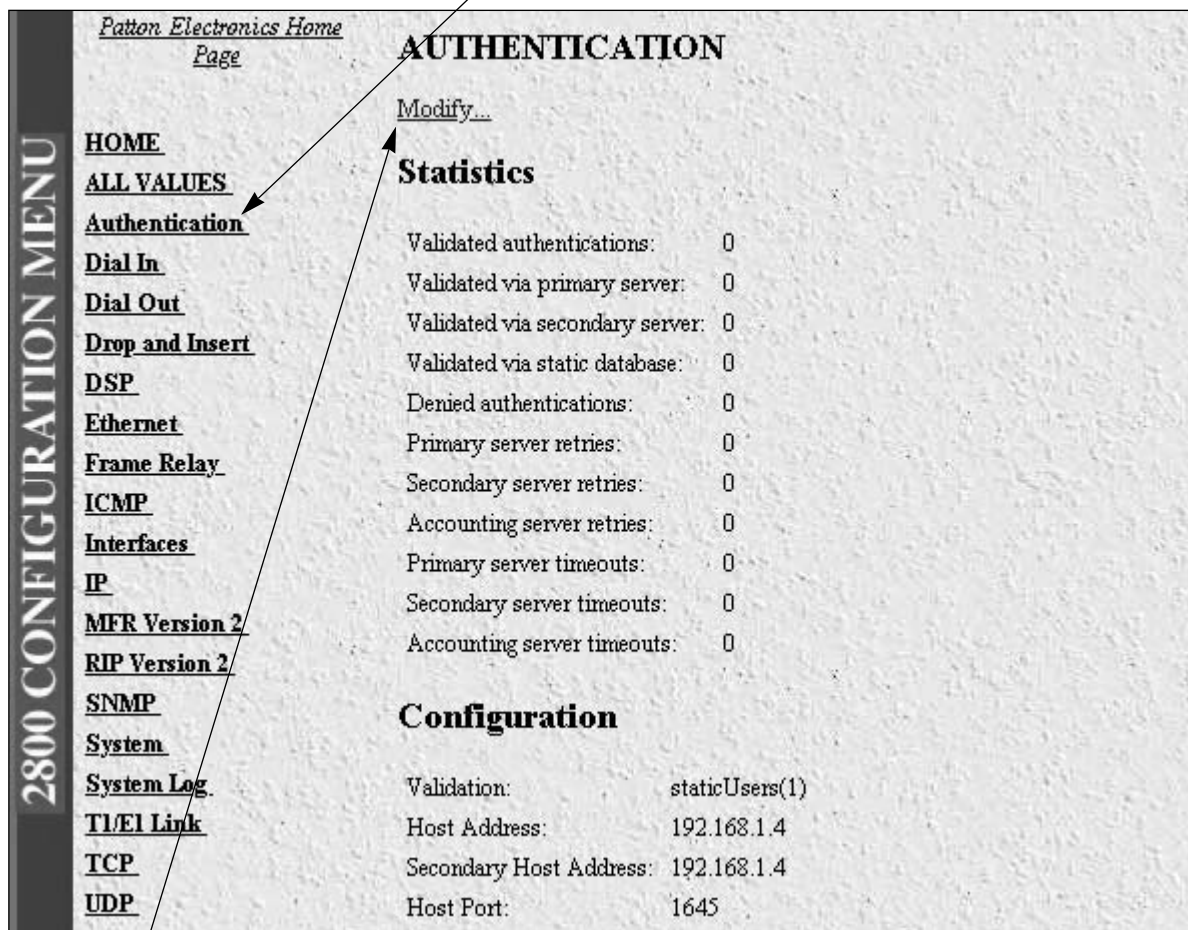 2800 CONFIGURATION MENU
Patton Electronics Home
Page
HOME
ALL VALUES
Authentication
Dial In
Dial Out
Drop and Insert
DSP
Ethernet
Frame Relay
ICMP
Interfaces
IP
MFR Version 2
RIP Version 2
SNMP
System
System Log
T1/E1 Link
TCP
UDP
AUTHENTICATION
Modify...
Statistics
Validated authentications: 0
Validated via primary server: 0
Validated via secondary server: 0
Validated via static database: 0
Denied authentications: 0
Primary server retries: 0
Secondary server retries: 0
Accounting server retries: 0
Primary server timeouts: 0
Secondary server timeouts: 0
Accounting server timeouts: 0
Configuration
Validation: staticUsers(1)
Host Address: 192.168.1.4
Secondary Host Address: 192.168.1.4
Host Port: 1645